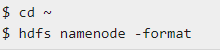 $ cd ~
$ hdfs namenode -format